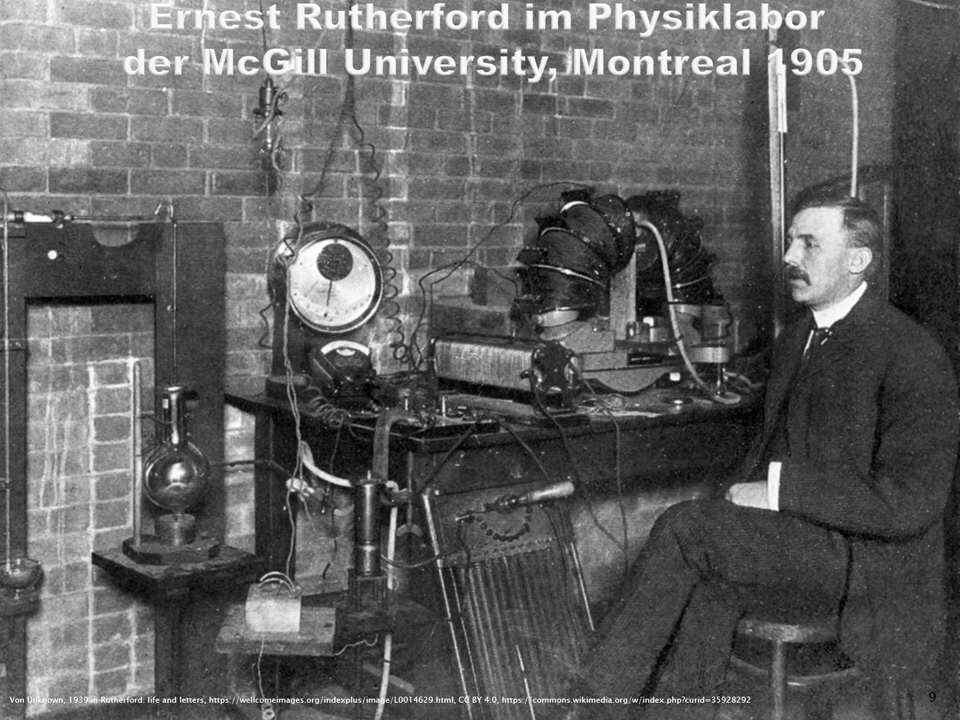 Ernest Rutherford im Physiklabor
der McGill University, Montreal 1905
Von Unknown, 1939 in Rutherford: life and letters, https://wellcomeimages.org/indexplus/image/L0014629.html, CC BY 4.0, https://commons.wikimedia.org/w/index.php?curid=35928292
9